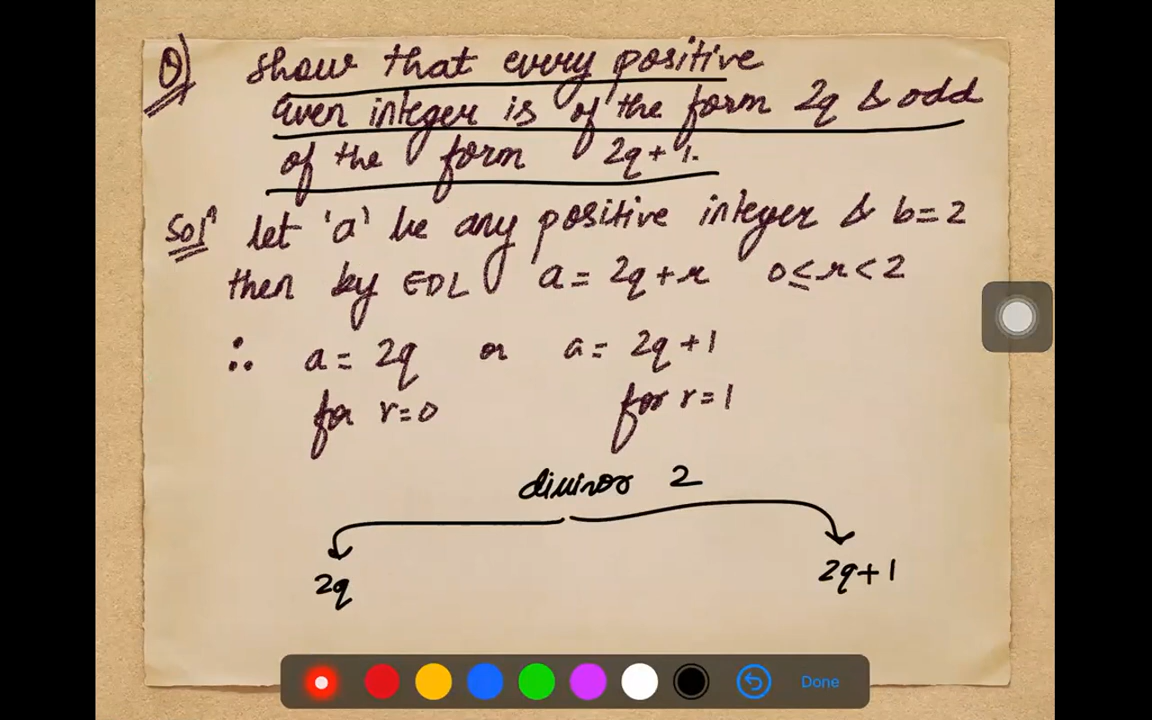 Q) Show that every positive
even integer is of the form 2q & odd
of the form 2q+1.
Solⁿ let 'a' be any positive integer & b=2
then by EDL a = 2q+r 0≤r<2
∴ a = 2q or a = 2q+1
for r=0 for r=1
divisor 2
2q 2q+1
Done